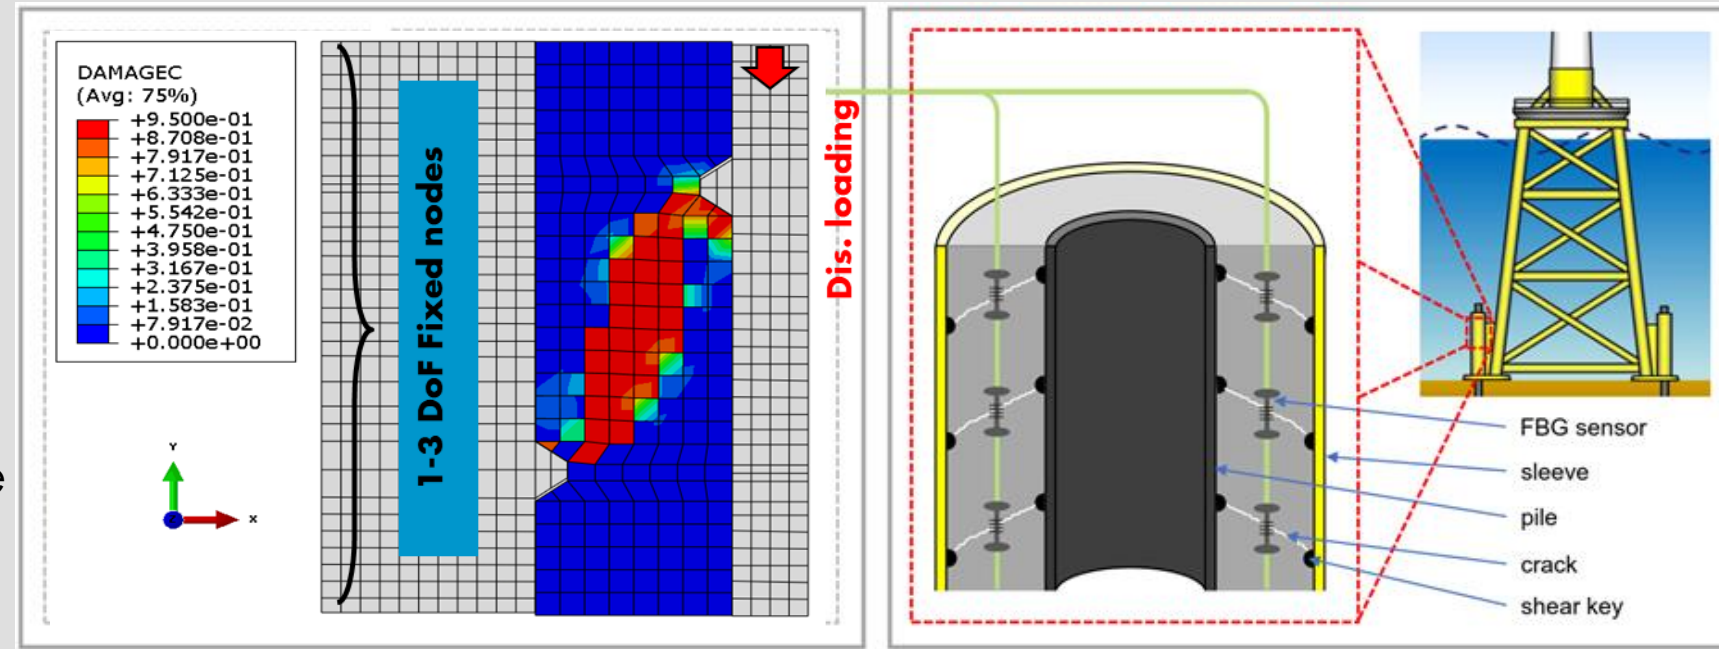 DAMAGEC
(Avg: 75%)
+9.500e-01
+8.708e-01
+7.917e-01
+7.125e-01
+6.333e-01
+5.542e-01
+4.750e-01
+3.958e-01
+3.167e-01
+2.375e-01
+1.583e-01
+7.917e-02
+0.000e+00
Y
X
e
1-3 DoF Fixed nodes
Dis. loading
FBG sensor
sleeve
pile
crack
shear key